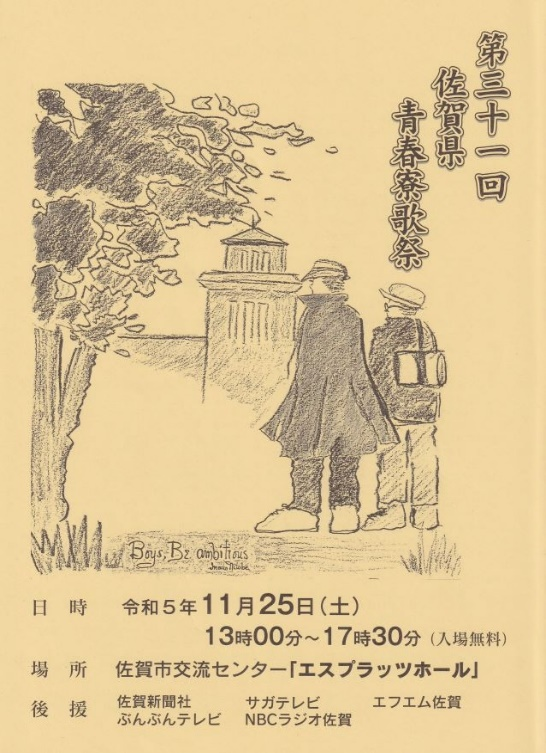 第三十一回
佐賀県
青春寮歌祭
Boys, Be ambitious
日 時 令和5年11月25日(土)
13時00分～17時30分(入場無料)
場 所 佐賀市交流センター「エスプラッツホール」
後 援 佐賀新聞社 サガテレビ エフエム佐賀
ぶんぶんテレビ NBCラジオ佐賀